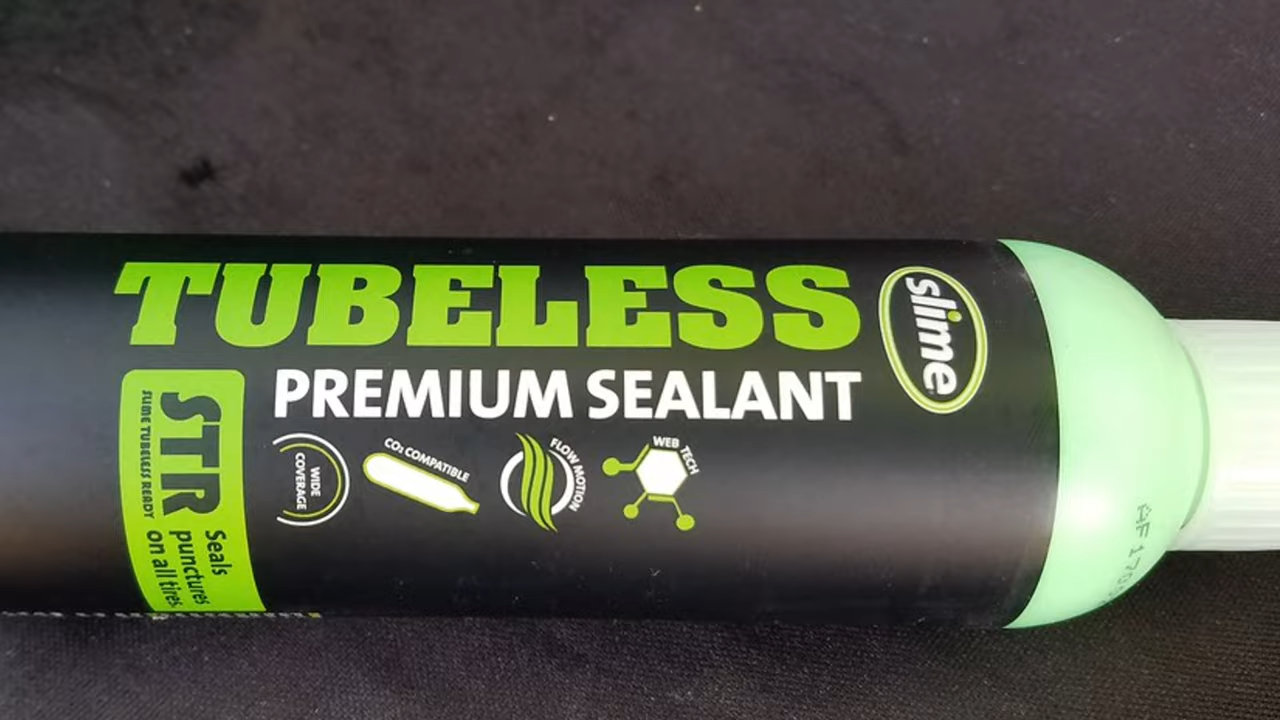 TUBELESS
slime
PREMIUM SEALANT
STR
SLIME TUBELESS READY
Seals
punctures
on all tires.
WIDE
COVERAGE
CO₂ COMPATIBLE
FLOW MOTION
WEB TECH